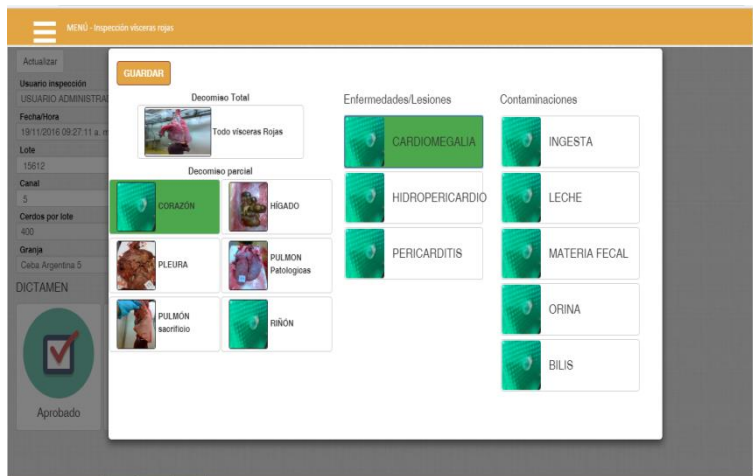 MENÚ - Inspección vísceras rojas
Actualizar
Usuario inspección
USUARIO ADMINISTRA
Fecha/Hora
19/11/2016 09:27:11 a. m
Lote
15612
Canal
5
Cerdos por lote
400
Granja
Ceba Argentina 5
DICTAMEN
Aprobado
GUARDAR
Decomiso Total
Todo vísceras Rojas
Decomiso parcial
CORAZÓN
HÍGADO
PLEURA
PULMON
Patologicas
PULMÓN
sacrificio
RIÑÓN
Enfermedades/Lesiones
CARDIOMEGALIA
HIDROPERICARDIO
PERICARDITIS
Contaminaciones
INGESTA
LECHE
MATERIA FECAL
ORINA
BILIS